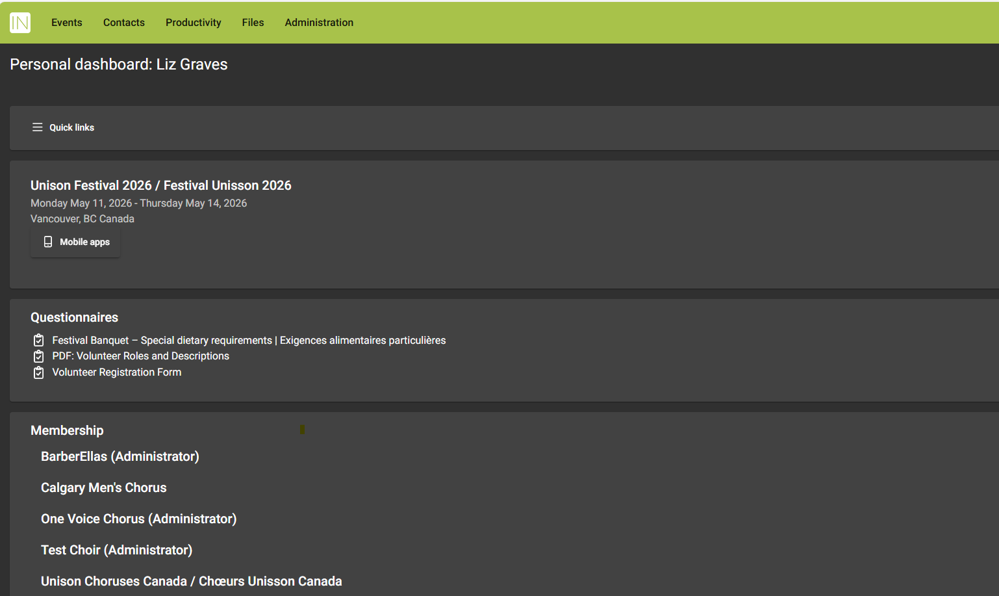 IN
Events
Contacts
Productivity
Files
Administration
Personal dashboard: Liz Graves
Quick links
Unison Festival 2026 / Festival Unisson 2026
Monday May 11, 2026 - Thursday May 14, 2026
Vancouver, BC Canada
Mobile apps
Questionnaires
Festival Banquet – Special dietary requirements | Exigences alimentaires particulières
PDF: Volunteer Roles and Descriptions
Volunteer Registration Form
Membership
BarberEllas (Administrator)
Calgary Men's Chorus
One Voice Chorus (Administrator)
Test Choir (Administrator)
Unison Choruses Canada / Chœurs Unisson Canada